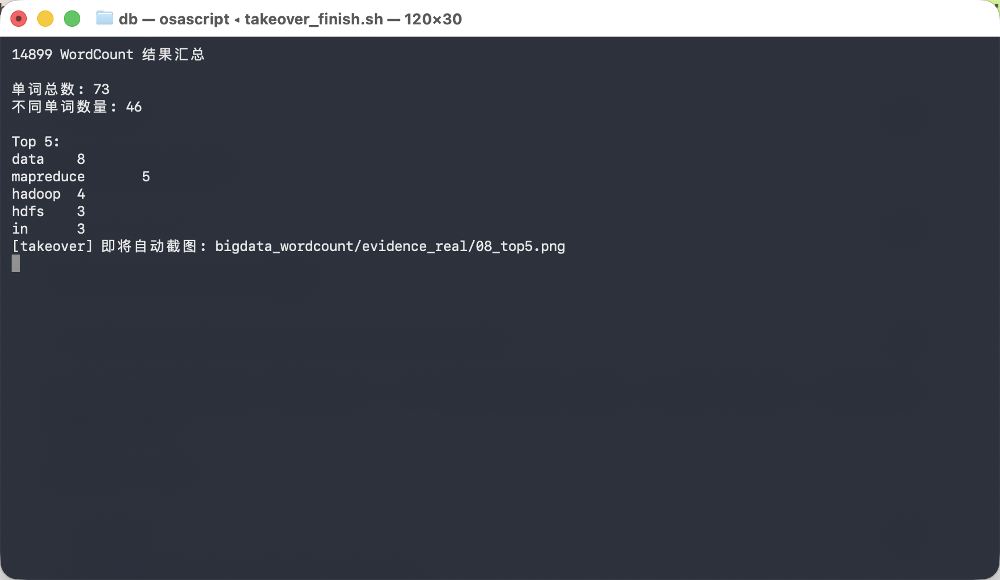 db — osascript ◂ takeover_finish.sh — 120×30
14899 WordCount 结果汇总
单词总数: 73
不同单词数量: 46
Top 5:
data 8
mapreduce 5
hadoop 4
hdfs 3
in 3
[takeover] 即将自动截图: bigdata_wordcount/evidence_real/08_top5.png